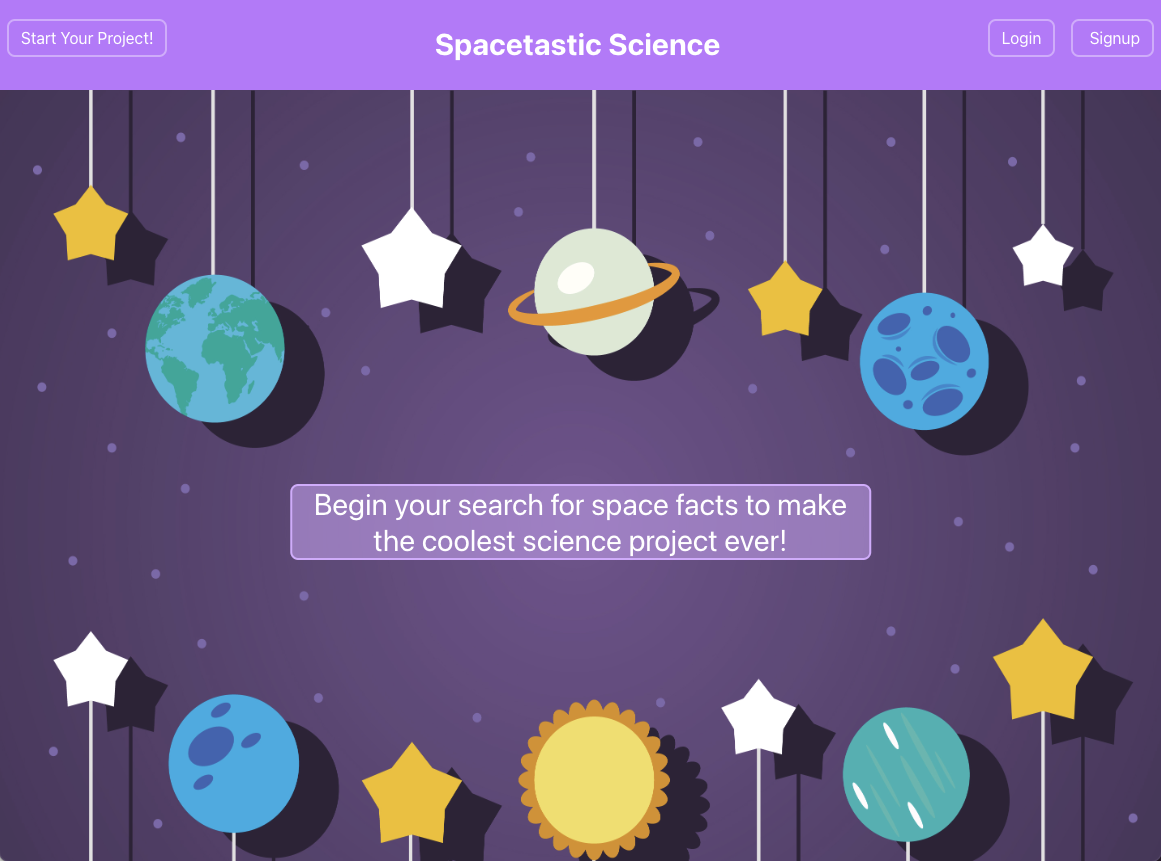 Start Your Project!
Spacetastic Science
Login
Signup
Begin your search for space facts to make
the coolest science project ever!